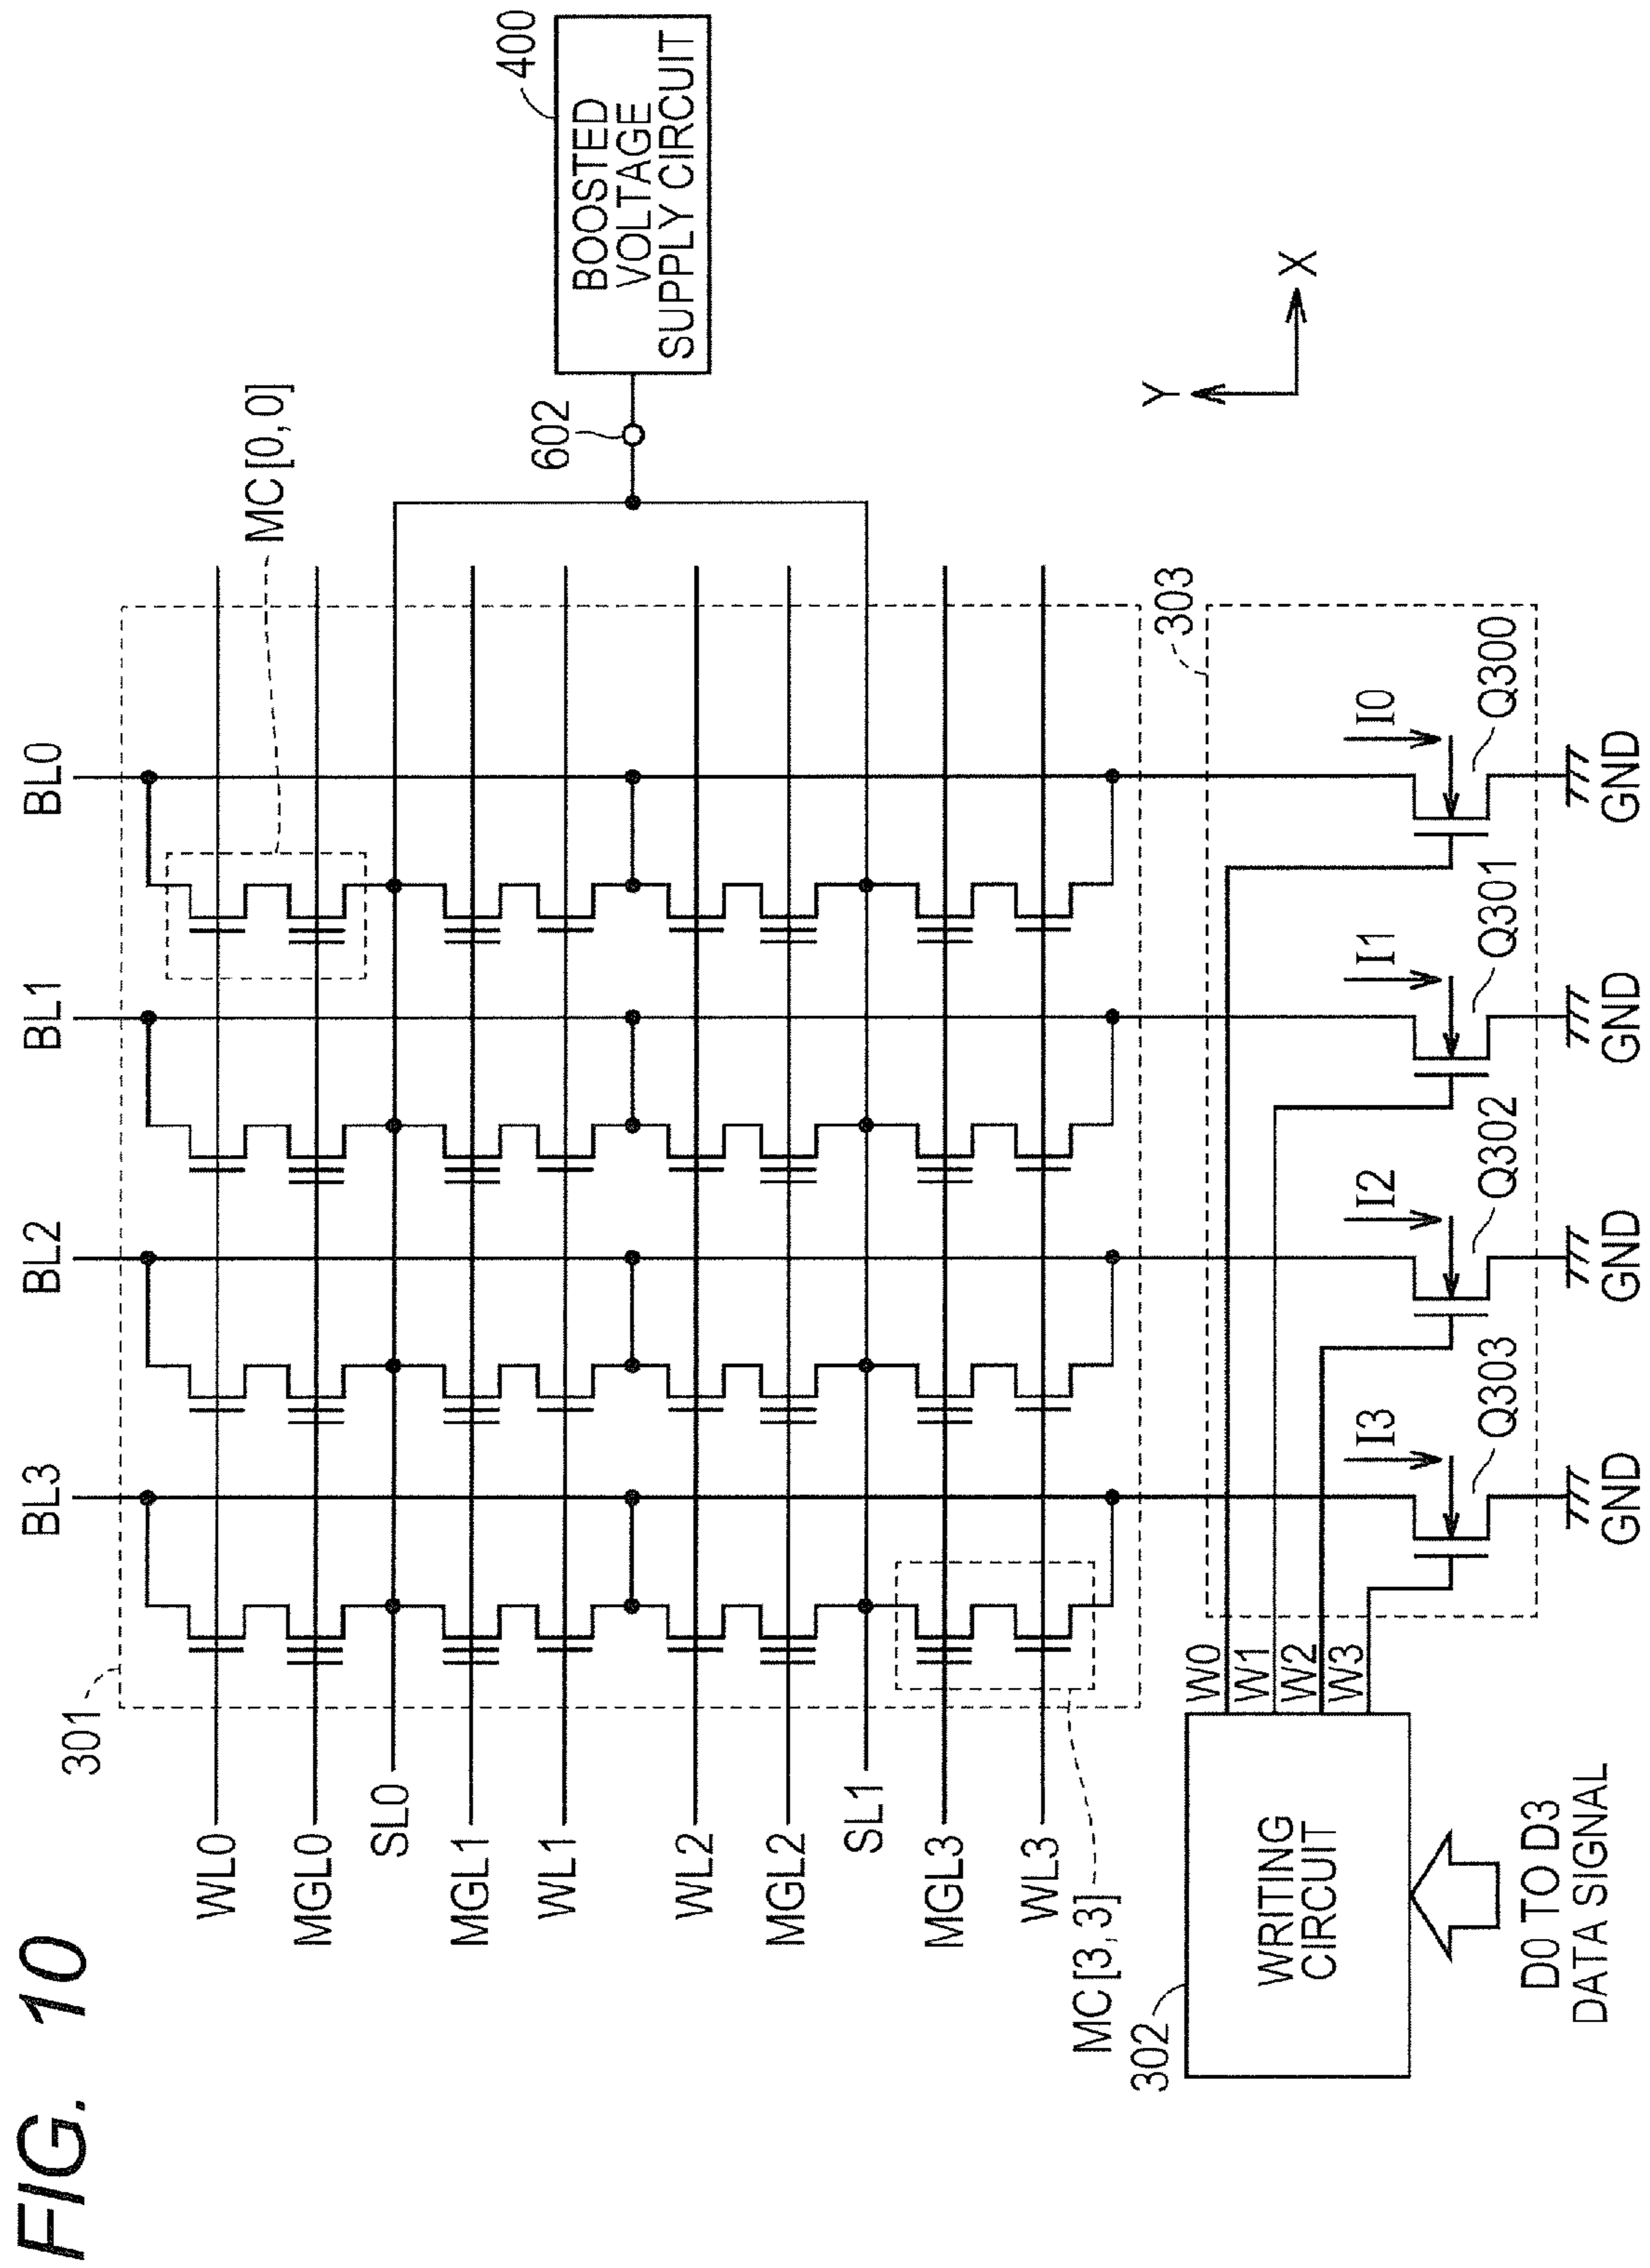 FIG. 10
BL3
BL2
BL1
BL0
301
MC[0,0]
400
BOOSTED
VOLTAGE
SUPPLY CIRCUIT
602
WL0
MGL0
SL0
MGL1
WL1
WL2
MGL2
SL1
MGL3
WL3
MC[3,3]
303
Y
X
302
WRITING
CIRCUIT
W0
W1
W2
W3
I3
I2
I1
I0
Q303
Q302
Q301
Q300
GND
GND
GND
GND
D0 TO D3
DATA SIGNAL